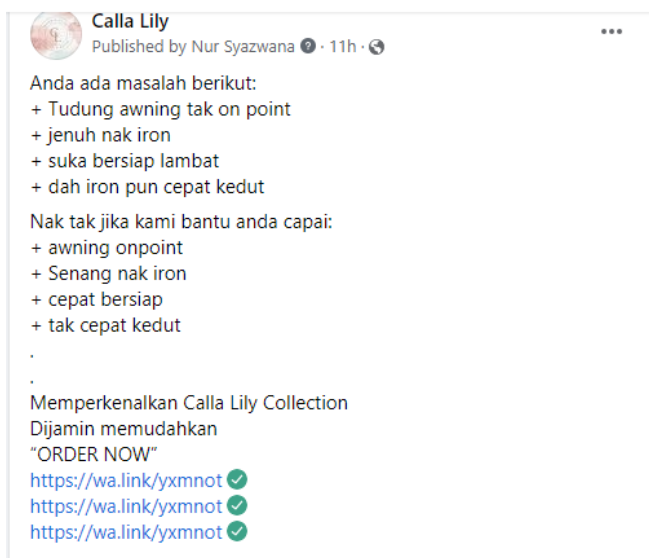 Calla Lily
Published by Nur Syazwana · 11h ·
Anda ada masalah berikut:
+ Tudung awning tak on point
+ jenuh nak iron
+ suka bersiap lambat
+ dah iron pun cepat kedut
Nak tak jika kami bantu anda capai:
+ awning onpoint
+ Senang nak iron
+ cepat bersiap
+ tak cepat kedut
.
.
Memperkenalkan Calla Lily Collection
Dijamin memudahkan
“ORDER NOW”
https://wa.link/yxmnot
https://wa.link/yxmnot
https://wa.link/yxmnot